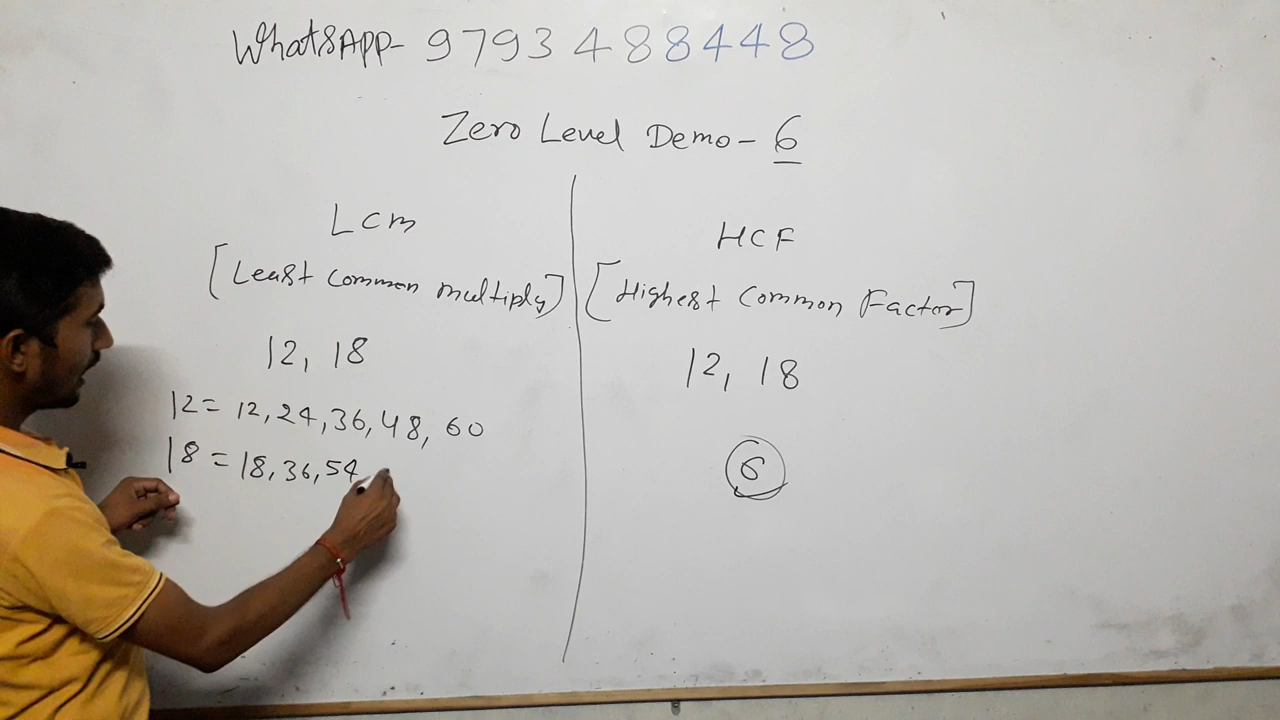 WhatsApp- 9793488448
Zero Level Demo- 6
Lcm
[Least common multiply]
12, 18
12= 12,24,36,48, 60
18 = 18,36,54
HCF
[Highest Common Factor]
12, 18
6